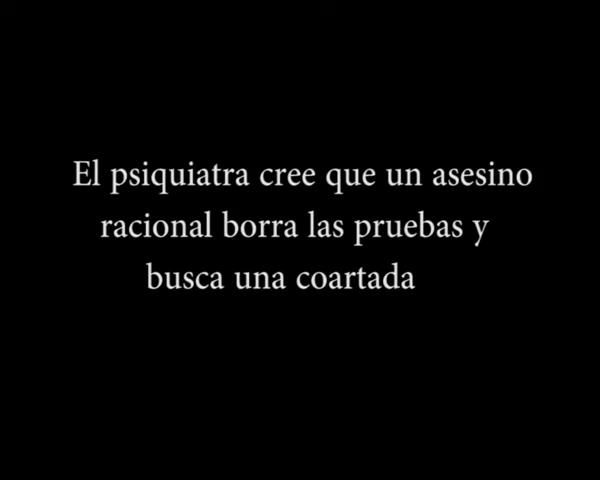 El psiquiatra cree que un asesino
racional borra las pruebas y
busca una coartada